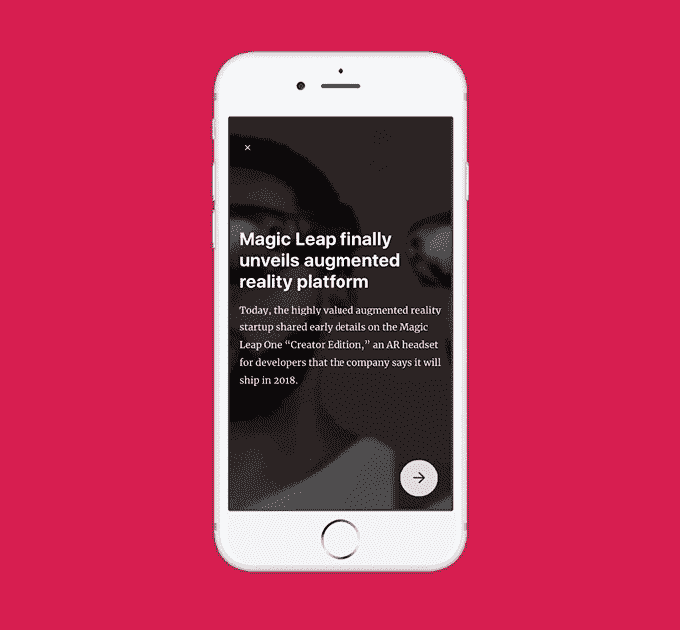 Magic Leap finally
unveils augmented
reality platform
Today, the highly valued augmented reality
startup shared early details on the Magic
Leap One “Creator Edition,” an AR headset
for developers that the company says it will
ship in 2018.